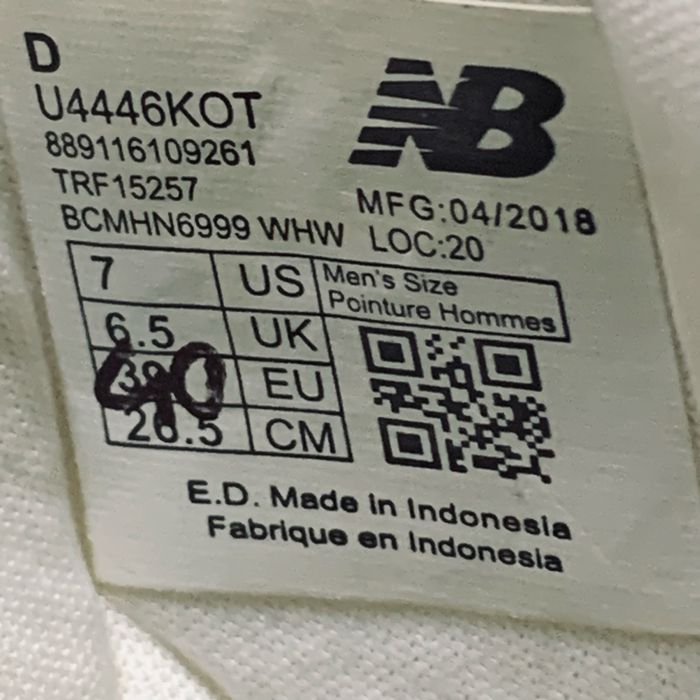 D
NB
U4446KOT
889116109261
TRF15257
MFG:04/2018
BCMHN6999 WHW LOC:20
7 US Men's Size
Pointure Hommes
6.5 UK
40 EU
26.5 CM
E.D. Made in Indonesia
Fabrique en Indonesia